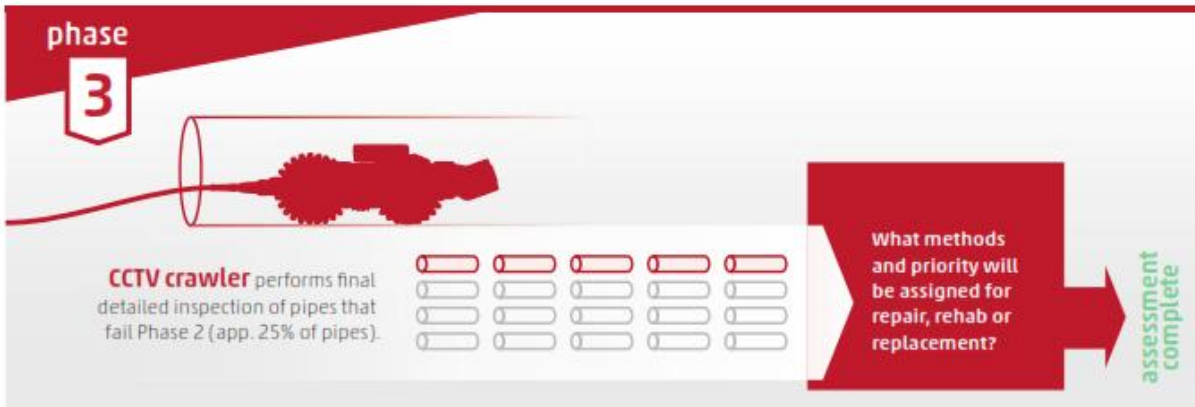 phase
3
CCTV crawler performs final
detailed inspection of pipes that
fail Phase 2 (app. 25% of pipes).
What methods
and priority will
be assigned for
repair, rehab or
replacement?
assessment
complete